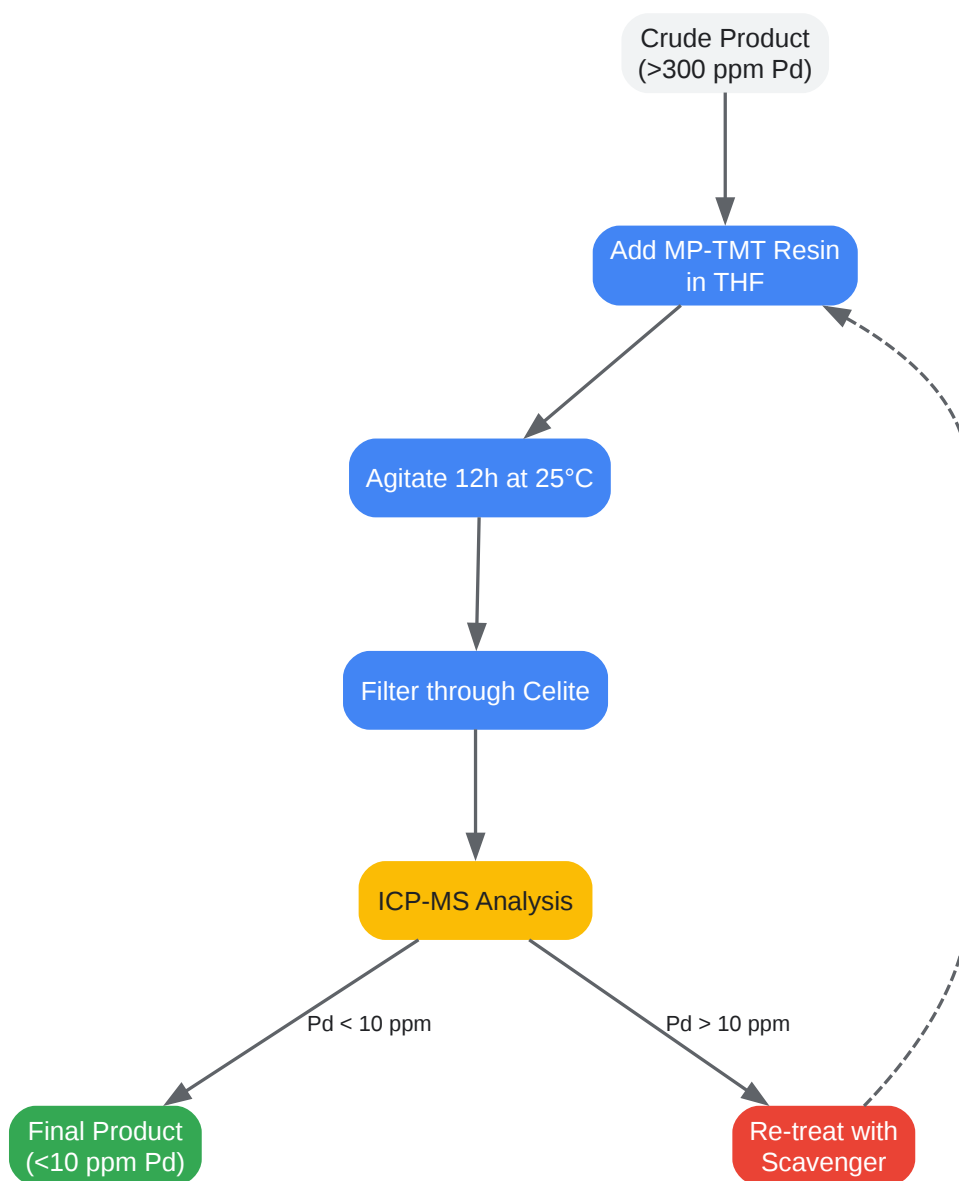 Crude Product
(>300 ppm Pd)
Add MP-TMT Resin
in THF
Agitate 12h at 25°C
Filter through Celite
ICP-MS Analysis
Pd < 10 ppm
Pd > 10 ppm
Final Product
(<10 ppm Pd)
Re-treat with
Scavenger